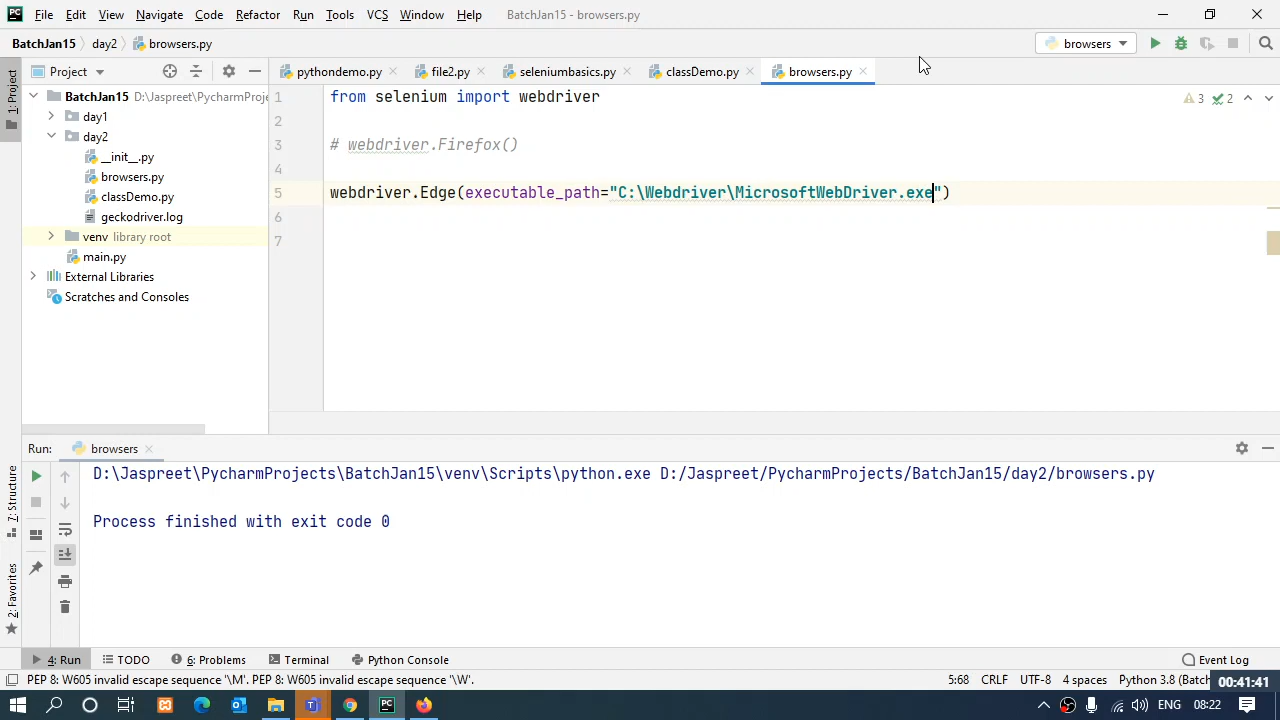 File Edit View Navigate Code Refactor Run Tools VCS Window Help BatchJan15 - browsers.py
BatchJan15 day2 browsers.py browsers
1: Project
Project
pythondemo.py file2.py seleniumbasics.py classDemo.py browsers.py
BatchJan15 D:\Jaspreet\PycharmProje
day1
day2
__init__.py
browsers.py
classDemo.py
geckodriver.log
venv library root
main.py
External Libraries
Scratches and Consoles
1 from selenium import webdriver
2
3 # webdriver.Firefox()
4
5 webdriver.Edge(executable_path="C:\Webdriver\MicrosoftWebDriver.exe")
6
7
3 2
Run: browsers
D:\Jaspreet\PycharmProjects\BatchJan15\venv\Scripts\python.exe D:/Jaspreet/PycharmProjects/BatchJan15/day2/browsers.py
Process finished with exit code 0
7: Structure
2: Favorites
4: Run TODO 6: Problems Terminal Python Console Event Log
PEP 8: W605 invalid escape sequence '\M'. PEP 8: W605 invalid escape sequence '\W'. 5:68 CRLF UTF-8 4 spaces Python 3.8 (Batch
00:41:41
ENG 08:22